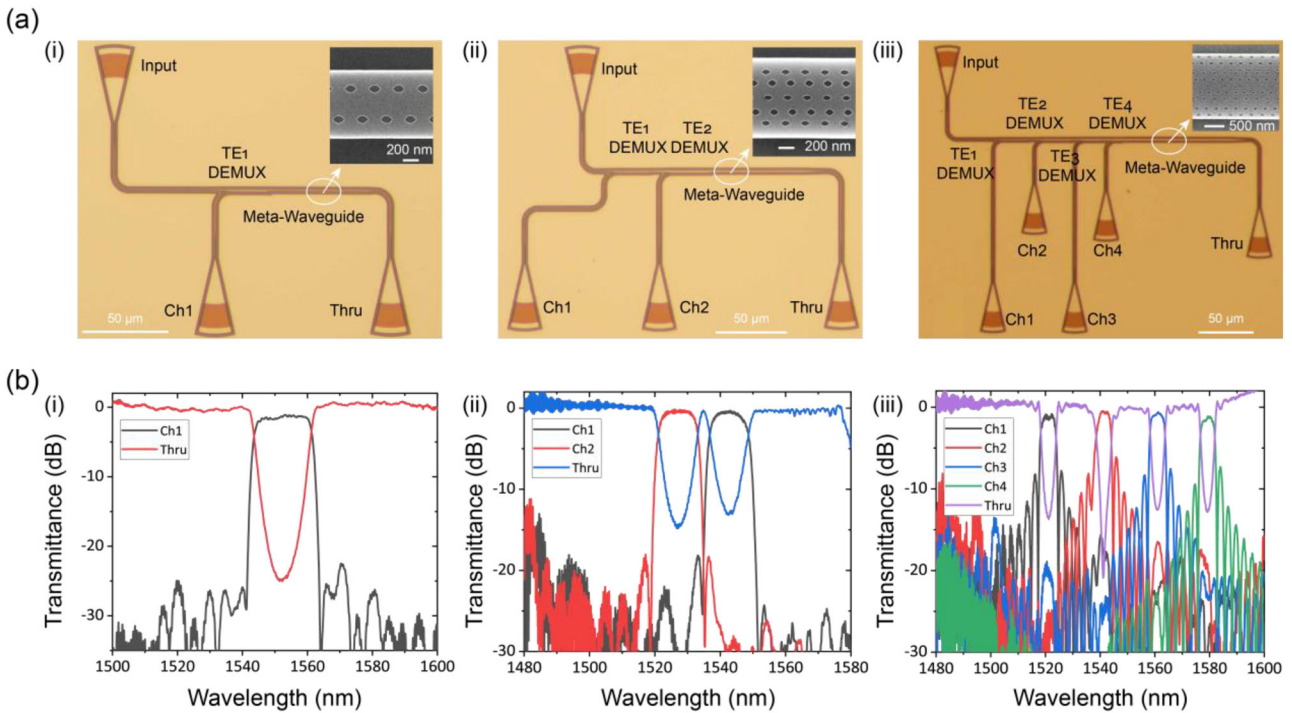 (a)
(i)
Input
200 nm
TE1
DEMUX
Meta-Waveguide
Ch1
Thru
50 μm
(ii)
Input
200 nm
TE1 TE2
DEMUX DEMUX
Meta-Waveguide
Ch1
Ch2
Thru
50 μm
(iii)
Input
500 nm
TE2 TE4
DEMUX DEMUX
TE1 TE3
DEMUX DEMUX
Meta-Waveguide
Ch2
Ch4
Thru
Ch1
Ch3
50 μm
(b)
(i)
Transmittance (dB)
0
-10
-20
-30
Ch1
Thru
1500 1520 1540 1560 1580 1600
Wavelength (nm)
(ii)
Transmittance (dB)
0
-10
-20
-30
Ch1
Ch2
Thru
1480 1500 1520 1540 1560 1580
Wavelength (nm)
(iii)
Transmittance (dB)
0
-10
-20
-30
Ch1
Ch2
Ch3
Ch4
Thru
1480 1500 1520 1540 1560 1580 1600
Wavelength (nm)